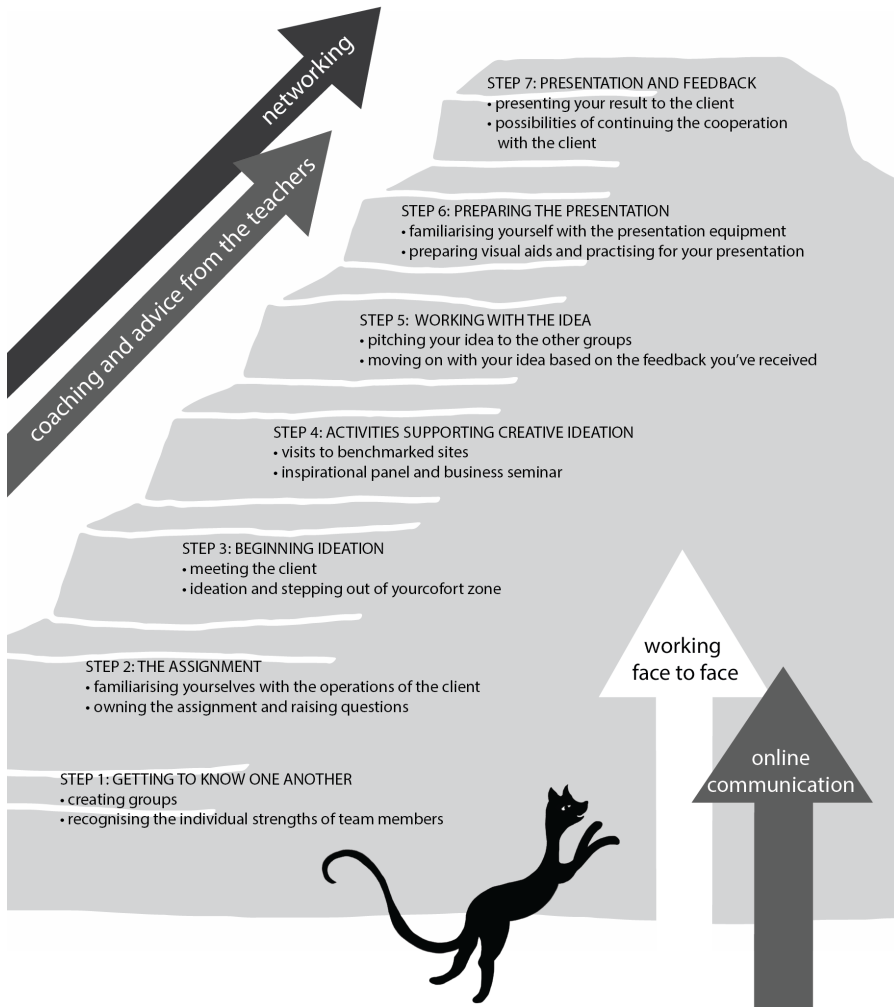 networking
coaching and advice from the teachers
STEP 7: PRESENTATION AND FEEDBACK
• presenting your result to the client
• possibilities of continuing the cooperation
with the client
STEP 6: PREPARING THE PRESENTATION
• familiarising yourself with the presentation equipment
• preparing visual aids and practising for your presentation
STEP 5: WORKING WITH THE IDEA
• pitching your idea to the other groups
• moving on with your idea based on the feedback you've received
STEP 4: ACTIVITIES SUPPORTING CREATIVE IDEATION
• visits to benchmarked sites
• inspirational panel and business seminar
STEP 3: BEGINNING IDEATION
• meeting the client
• ideation and stepping out of yourcofort zone
STEP 2: THE ASSIGNMENT
• familiarising yourselves with the operations of the client
• owning the assignment and raising questions
STEP 1: GETTING TO KNOW ONE ANOTHER
• creating groups
• recognising the individual strengths of team members
working
face to face
online
communication